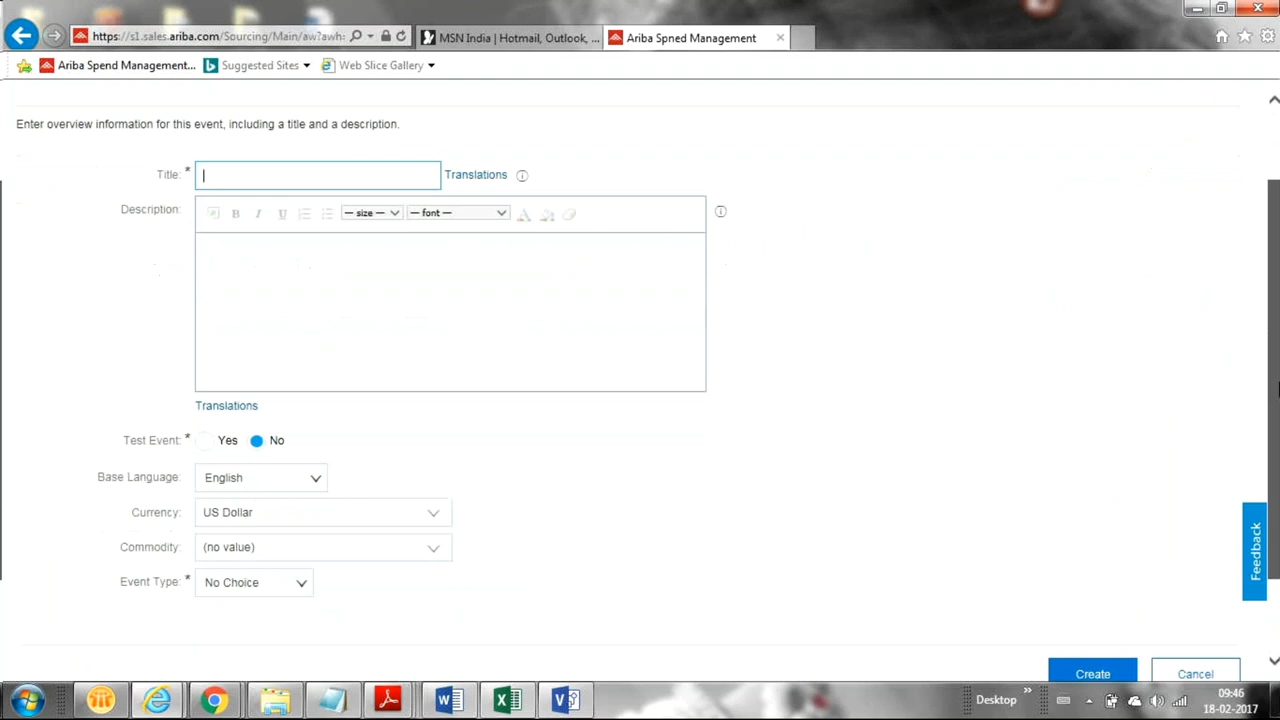 https://s1.sales.ariba.com/Sourcing/Main/aw?awh:
MSN India | Hotmail, Outlook, ...
Ariba Spned Management
Ariba Spend Management...
Suggested Sites
Web Slice Gallery
Enter overview information for this event, including a title and a description.
Title: *
Translations
Description:
B I U — size — — font —
Translations
Test Event: * Yes No
Base Language: English
Currency: US Dollar
Commodity: (no value)
Event Type: * No Choice
Feedback
Create Cancel
Desktop
09:46
18-02-2017